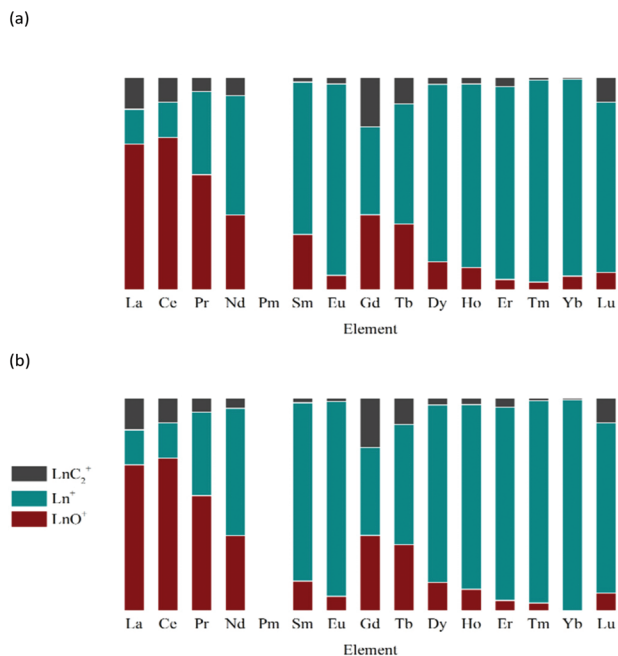 (a)
La Ce Pr Nd Pm Sm Eu Gd Tb Dy Ho Er Tm Yb Lu
Element
(b)
LnC₂⁺
Ln⁺
LnO⁺
La Ce Pr Nd Pm Sm Eu Gd Tb Dy Ho Er Tm Yb Lu
Element